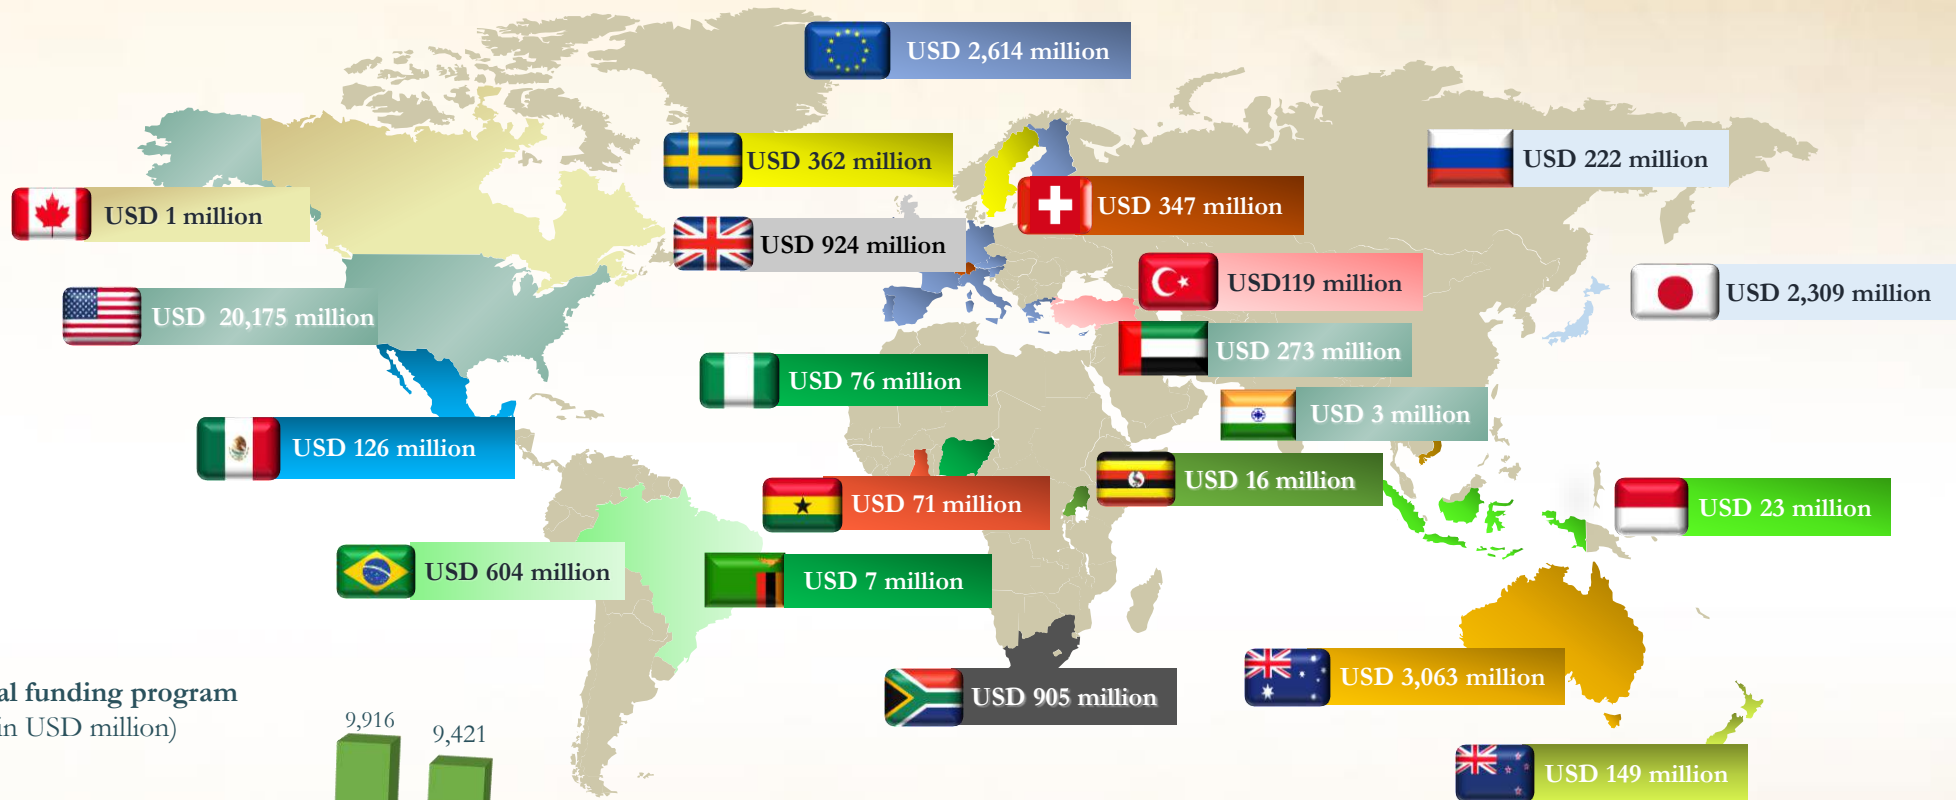 USD 2,614 million
USD 362 million
USD 222 million
USD 1 million
USD 347 million
USD 924 million
USD119 million
USD 2,309 million
USD 20,175 million
USD 273 million
USD 76 million
USD 3 million
USD 126 million
USD 16 million
USD 71 million
USD 23 million
USD 604 million
USD 7 million
USD 3,063 million
USD 905 million
al funding program
in USD million)
9,916
9,421
USD 149 million